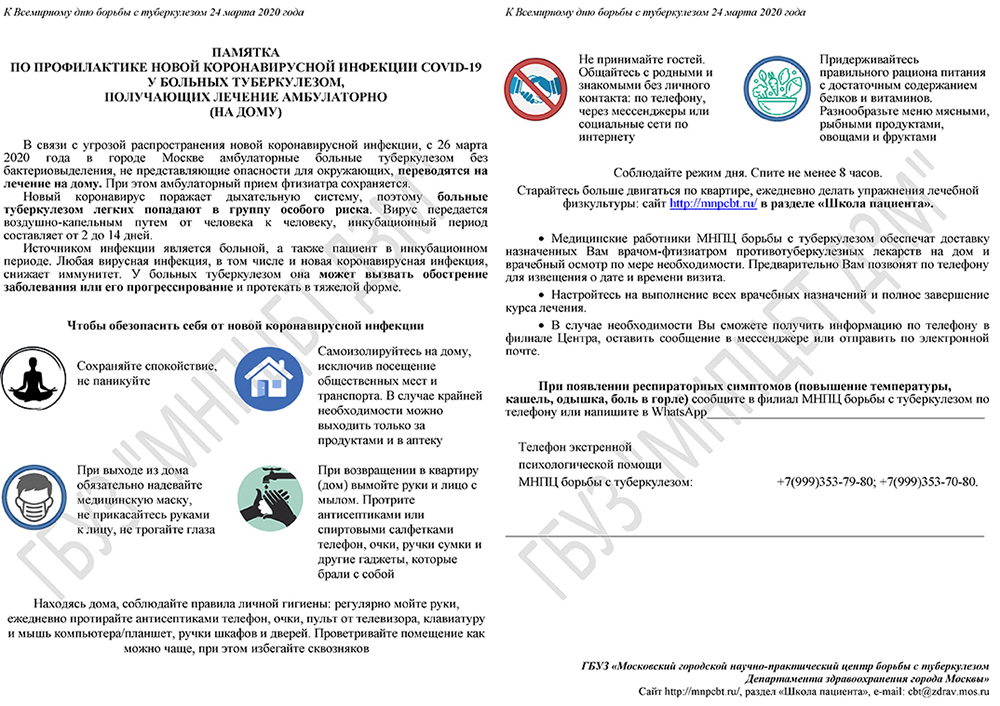 К Всемирному дню борьбы с туберкулезом 24 марта 2020 года
ПАМЯТКА
ПО ПРОФИЛАКТИКЕ НОВОЙ КОРОНАВИРУСНОЙ ИНФЕКЦИИ COVID-19
У БОЛЬНЫХ ТУБЕРКУЛЕЗОМ,
ПОЛУЧАЮЩИХ ЛЕЧЕНИЕ АМБУЛАТОРНО
(НА ДОМУ)
В связи с угрозой распространения новой коронавирусной инфекции, с 26 марта
2020 года в городе Москве амбулаторные больные туберкулезом без
бактериовыделения, не представляющие опасности для окружающих, переводятся на
лечение на дому. При этом амбулаторный прием фтизиатра сохраняется.
Новый коронавирус поражает дыхательную систему, поэтому больные
туберкулезом легких попадают в группу особого риска. Вирус передается
воздушно-капельным путем от человека к человеку, инкубационный период
составляет от 2 до 14 дней.
Источником инфекции является больной, а также пациент в инкубационном
периоде. Любая вирусная инфекция, в том числе и новая коронавирусная инфекция,
снижает иммунитет. У больных туберкулезом она может вызвать обострение
заболевания или его прогрессирование и протекать в тяжелой форме.
Чтобы обезопасить себя от новой коронавирусной инфекции
Сохраняйте спокойствие,
не паникуйте
Самоизолируйтесь на дому,
исключив посещение
общественных мест и
транспорта. В случае крайней
необходимости можно
выходить только за
продуктами и в аптеку
При выходе из дома
обязательно надевайте
медицинскую маску,
не прикасайтесь руками
к лицу, не трогайте глаза
При возвращении в квартиру
(дом) вымойте руки и лицо с
мылом. Протрите
антисептиками или
спиртовыми салфетками
телефон, очки, ручки сумки и
другие гаджеты, которые
брали с собой
Находясь дома, соблюдайте правила личной гигиены: регулярно мойте руки,
ежедневно протирайте антисептиками телефон, очки, пульт от телевизора, клавиатуру
и мышь компьютера/планшет, ручки шкафов и дверей. Проветривайте помещение как
можно чаще, при этом избегайте сквозняков
ГБУЗ "МНПЦБТ ДЗМ"
К Всемирному дню борьбы с туберкулезом 24 марта 2020 года
Не принимайте гостей.
Общайтесь с родными и
знакомыми без личного
контакта: по телефону,
через мессенджеры или
социальные сети по
интернету
Придерживайтесь
правильного рациона питания
с достаточным содержанием
белков и витаминов.
Разнообразьте меню мясными,
рыбными продуктами,
овощами и фруктами
Соблюдайте режим дня. Спите не менее 8 часов.
Старайтесь больше двигаться по квартире, ежедневно делать упражнения лечебной
физкультуры: сайт http://mnpcbt.ru/ в разделе «Школа пациента».
• Медицинские работники МНПЦ борьбы с туберкулезом обеспечат доставку
назначенных Вам врачом-фтизиатром противотуберкулезных лекарств на дом и
врачебный осмотр по мере необходимости. Предварительно Вам позвонят по телефону
для извещения о дате и времени визита.
• Настройтесь на выполнение всех врачебных назначений и полное завершение
курса лечения.
• В случае необходимости Вы сможете получить информацию по телефону в
филиале Центра, оставить сообщение в мессенджере или отправить по электронной
почте.
При появлении респираторных симптомов (повышение температуры,
кашель, одышка, боль в горле) сообщите в филиал МНПЦ борьбы с туберкулезом по
телефону или напишите в WhatsApp
Телефон экстренной
психологической помощи
МНПЦ борьбы с туберкулезом: +7(999)353-79-80; +7(999)353-70-80.
ГБУЗ "МНПЦБТ ДЗМ"
ГБУЗ «Московский городской научно-практический центр борьбы с туберкулезом
Департамента здравоохранения города Москвы»
Сайт http://mnpcbt.ru/, раздел «Школа пациента», e-mail: cbt@zdrav.mos.ru